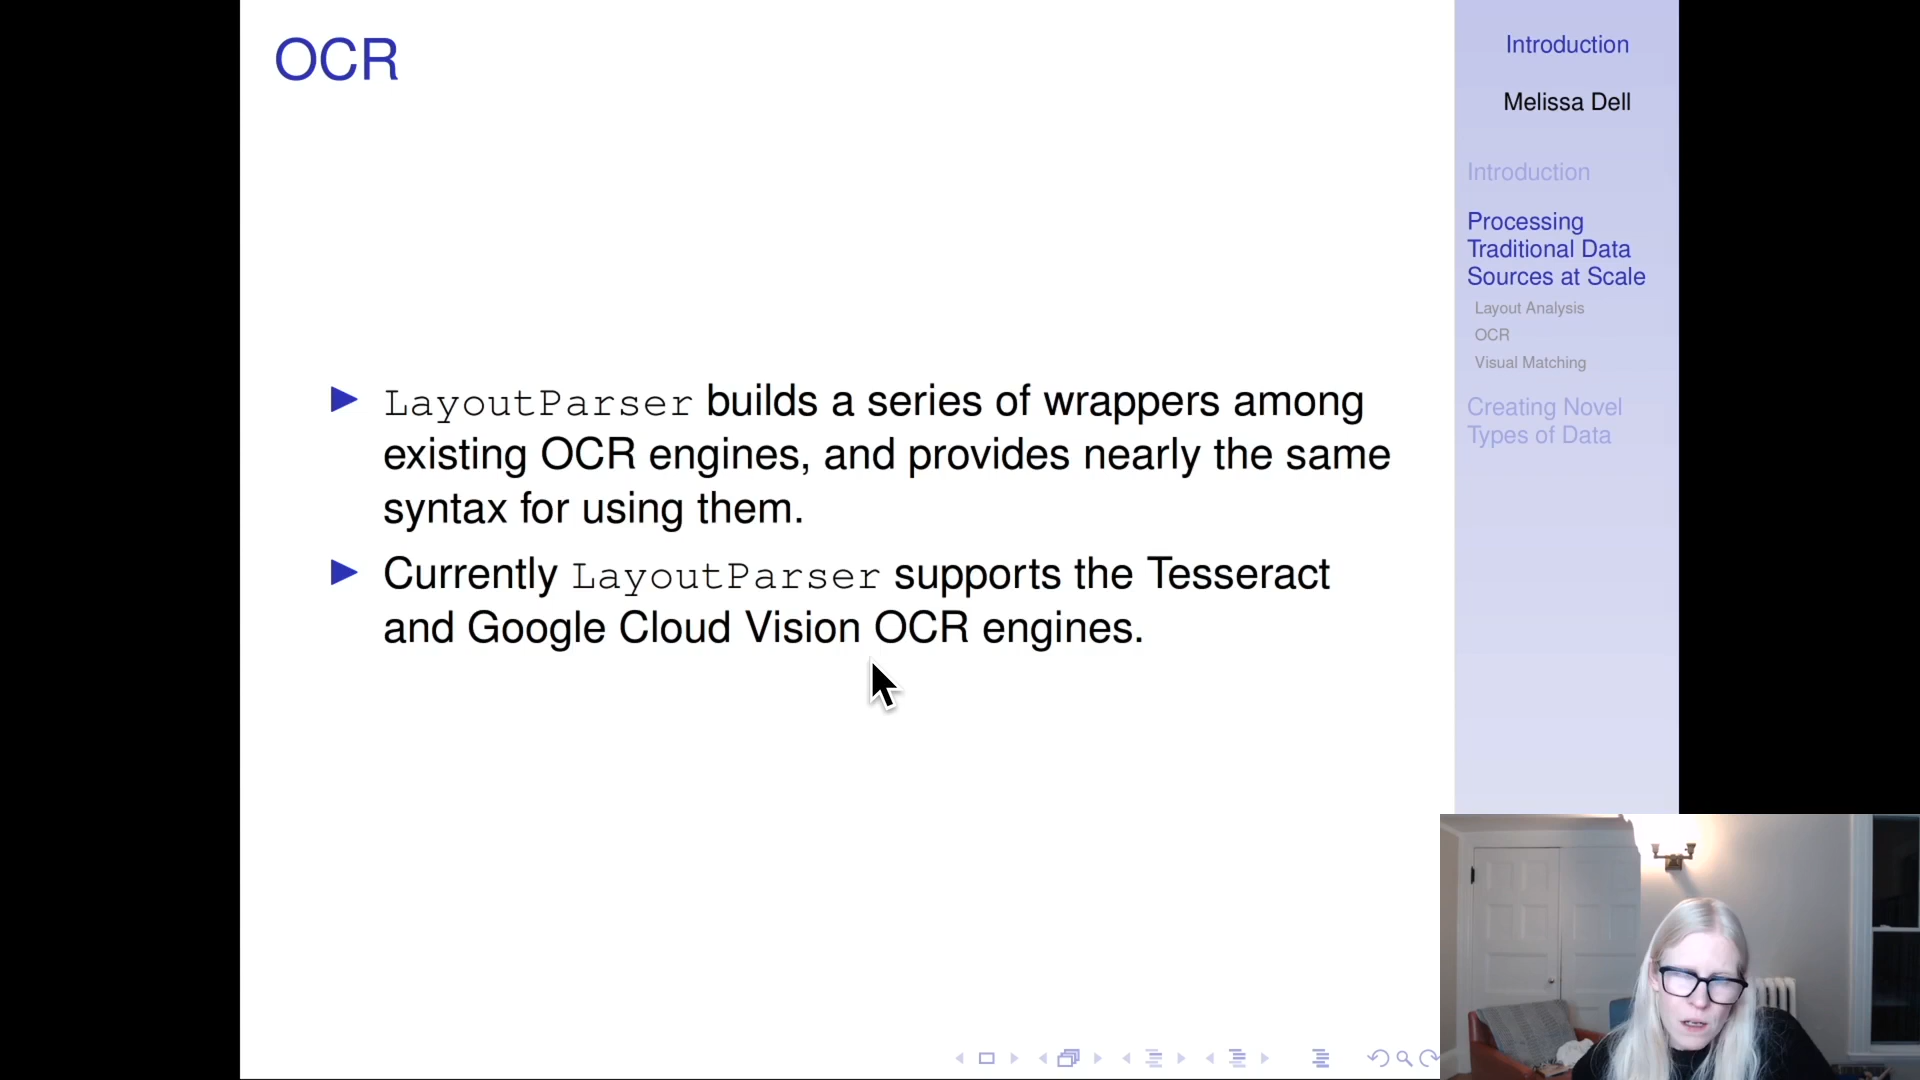 OCR
LayoutParser builds a series of wrappers among
existing OCR engines, and provides nearly the same
syntax for using them.
Currently LayoutParser supports the Tesseract
and Google Cloud Vision OCR engines.
Introduction
Melissa Dell
Introduction
Processing
Traditional Data
Sources at Scale
Layout Analysis
OCR
Visual Matching
Creating Novel
Types of Data